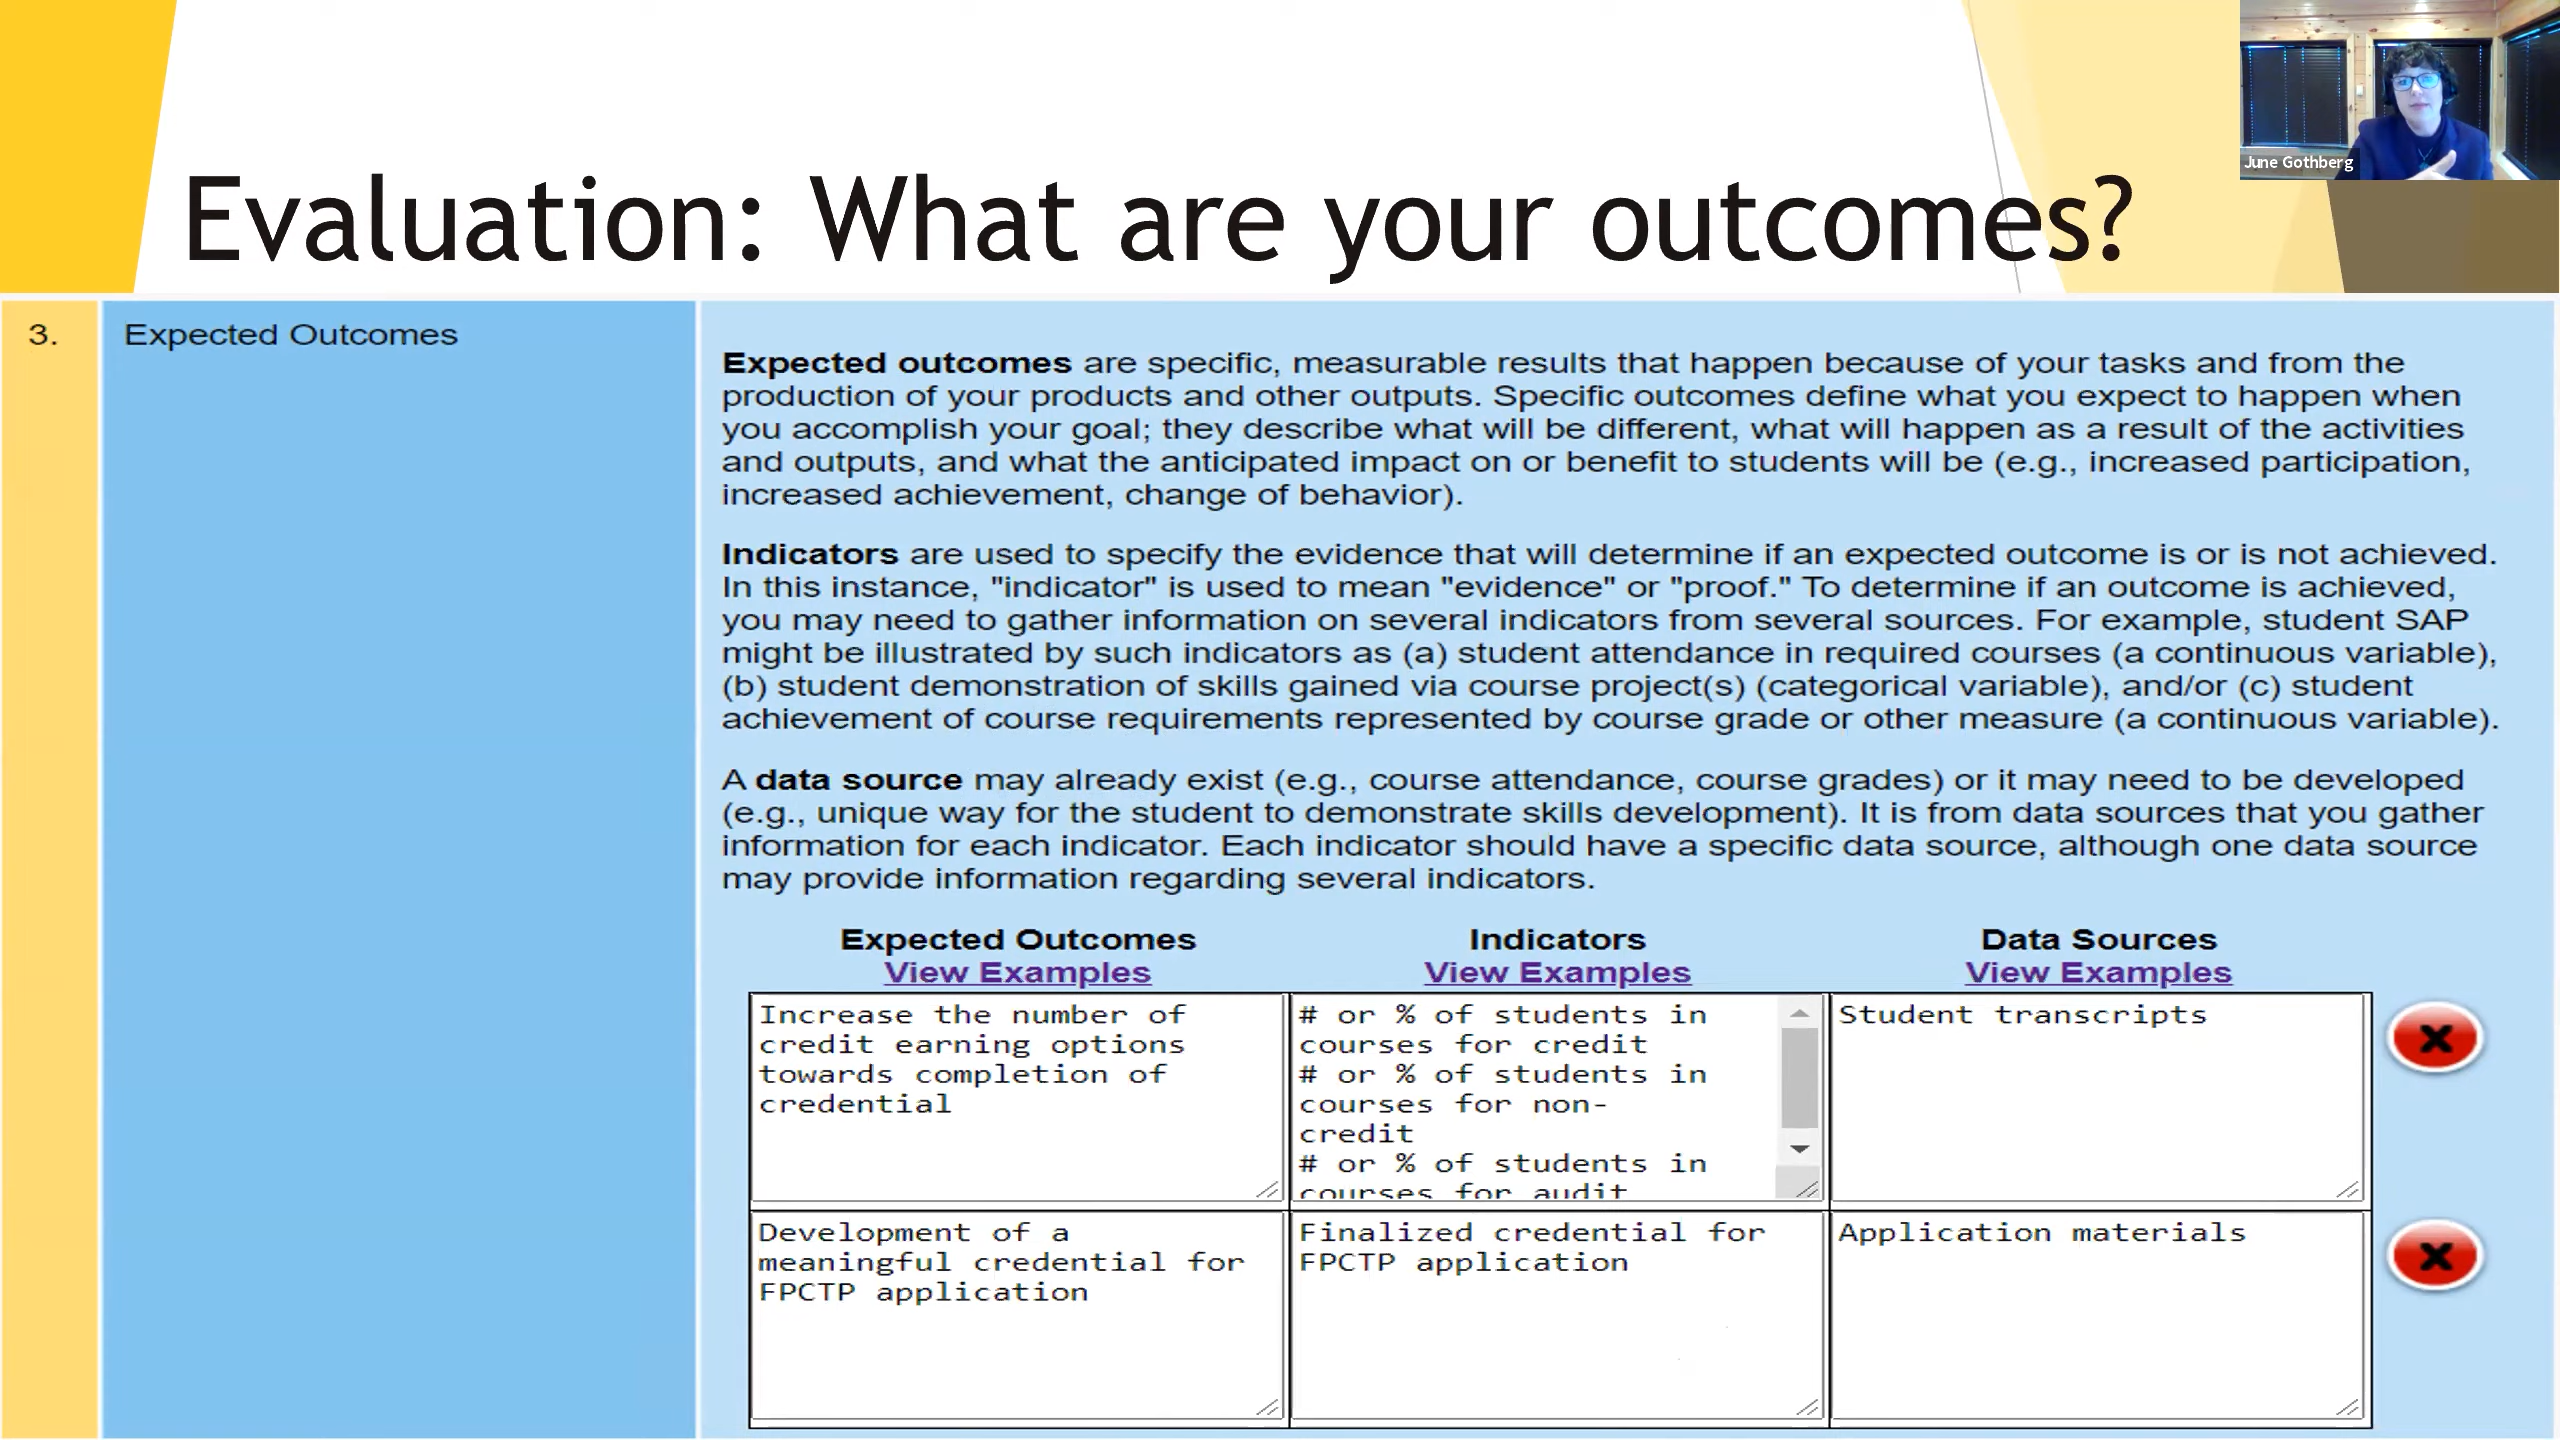 June Gothberg
Evaluation: What are your outcomes?
3.
Expected Outcomes
Expected outcomes are specific, measurable results that happen because of your tasks and from the
production of your products and other outputs. Specific outcomes define what you expect to happen when
you accomplish your goal; they describe what will be different, what will happen as a result of the activities
and outputs, and what the anticipated impact on or benefit to students will be (e.g., increased participation,
increased achievement, change of behavior).
Indicators are used to specify the evidence that will determine if an expected outcome is or is not achieved.
In this instance, "indicator" is used to mean "evidence" or "proof." To determine if an outcome is achieved,
you may need to gather information on several indicators from several sources. For example, student SAP
might be illustrated by such indicators as (a) student attendance in required courses (a continuous variable),
(b) student demonstration of skills gained via course project(s) (categorical variable), and/or (c) student
achievement of course requirements represented by course grade or other measure (a continuous variable).
A data source may already exist (e.g., course attendance, course grades) or it may need to be developed
(e.g., unique way for the student to demonstrate skills development). It is from data sources that you gather
information for each indicator. Each indicator should have a specific data source, although one data source
may provide information regarding several indicators.
Expected Outcomes
View Examples
Indicators
View Examples
Data Sources
View Examples
Increase the number of
credit earning options
towards completion of
credential
# or % of students in
courses for credit
# or % of students in
courses for non-
credit
# or % of students in
courses for audit
Student transcripts
Development of a
meaningful credential for
FPCTP application
Finalized credential for
FPCTP application
Application materials